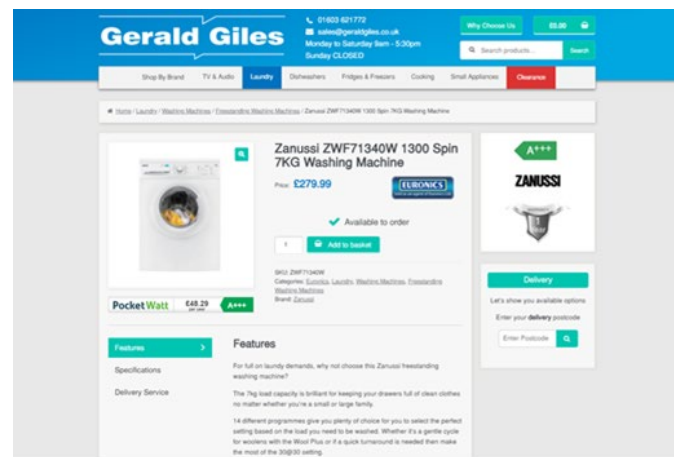 Gerald Giles
01603 621772
sales@geraldgiles.co.uk
Monday to Saturday 9am - 5:30pm
Sunday CLOSED
Why Choose Us
£0.00
Search products...
Search
Shop By Brand
TV & Audio
Laundry
Dishwashers
Fridges & Freezers
Cooking
Small Appliances
Clearance
Home / Laundry / Washing Machines / Freestanding Washing Machines / Zanussi ZWF71340W 1300 Spin 7KG Washing Machine
Zanussi ZWF71340W 1300 Spin
7KG Washing Machine
Price: £279.99
EURONICS
Available to order
1
Add to basket
SKU: ZWF71340W
Categories: Euronics, Laundry, Washing Machines, Freestanding
Washing Machines
Brand: Zanussi
PocketWatt
£48.29
per year
A+++
A+++
ZANUSSI
1
Year
Delivery
Let's show you available options
Enter your delivery postcode
Enter Postcode
Features
Specifications
Delivery Service
Features
For full on laundy demands, why not choose this Zanussi freestanding
washing machine?
The 7kg load capacity is brilliant for keeping your drawers full of clean clothes
no matter whether you're a small or large family.
14 different programmes give you plenty of choice for you to select the perfect
setting based on the load you need to be washed. Whether it's a gentle cycle
for woolens with the Wool Plus or if a quick turnaround is needed then make
the most of the 30@30 setting.